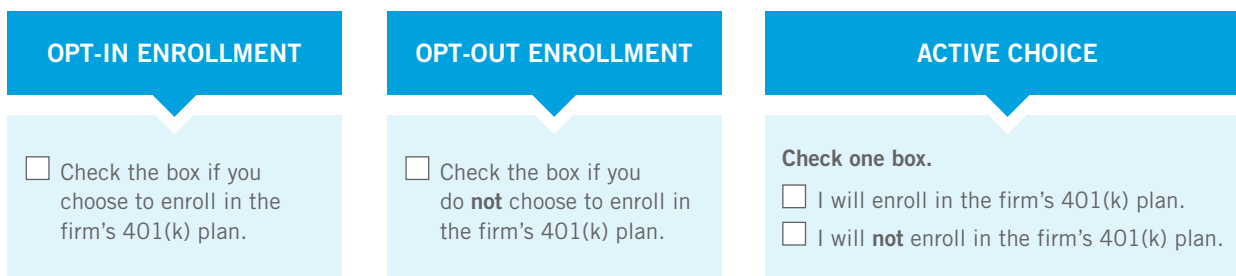 OPT-IN ENROLLMENT
Check the box if you
choose to enroll in the
firm's 401(k) plan.
OPT-OUT ENROLLMENT
Check the box if you
do not choose to enroll in
the firm's 401(k) plan.
ACTIVE CHOICE
Check one box.
I will enroll in the firm's 401(k) plan.
I will not enroll in the firm's 401(k) plan.